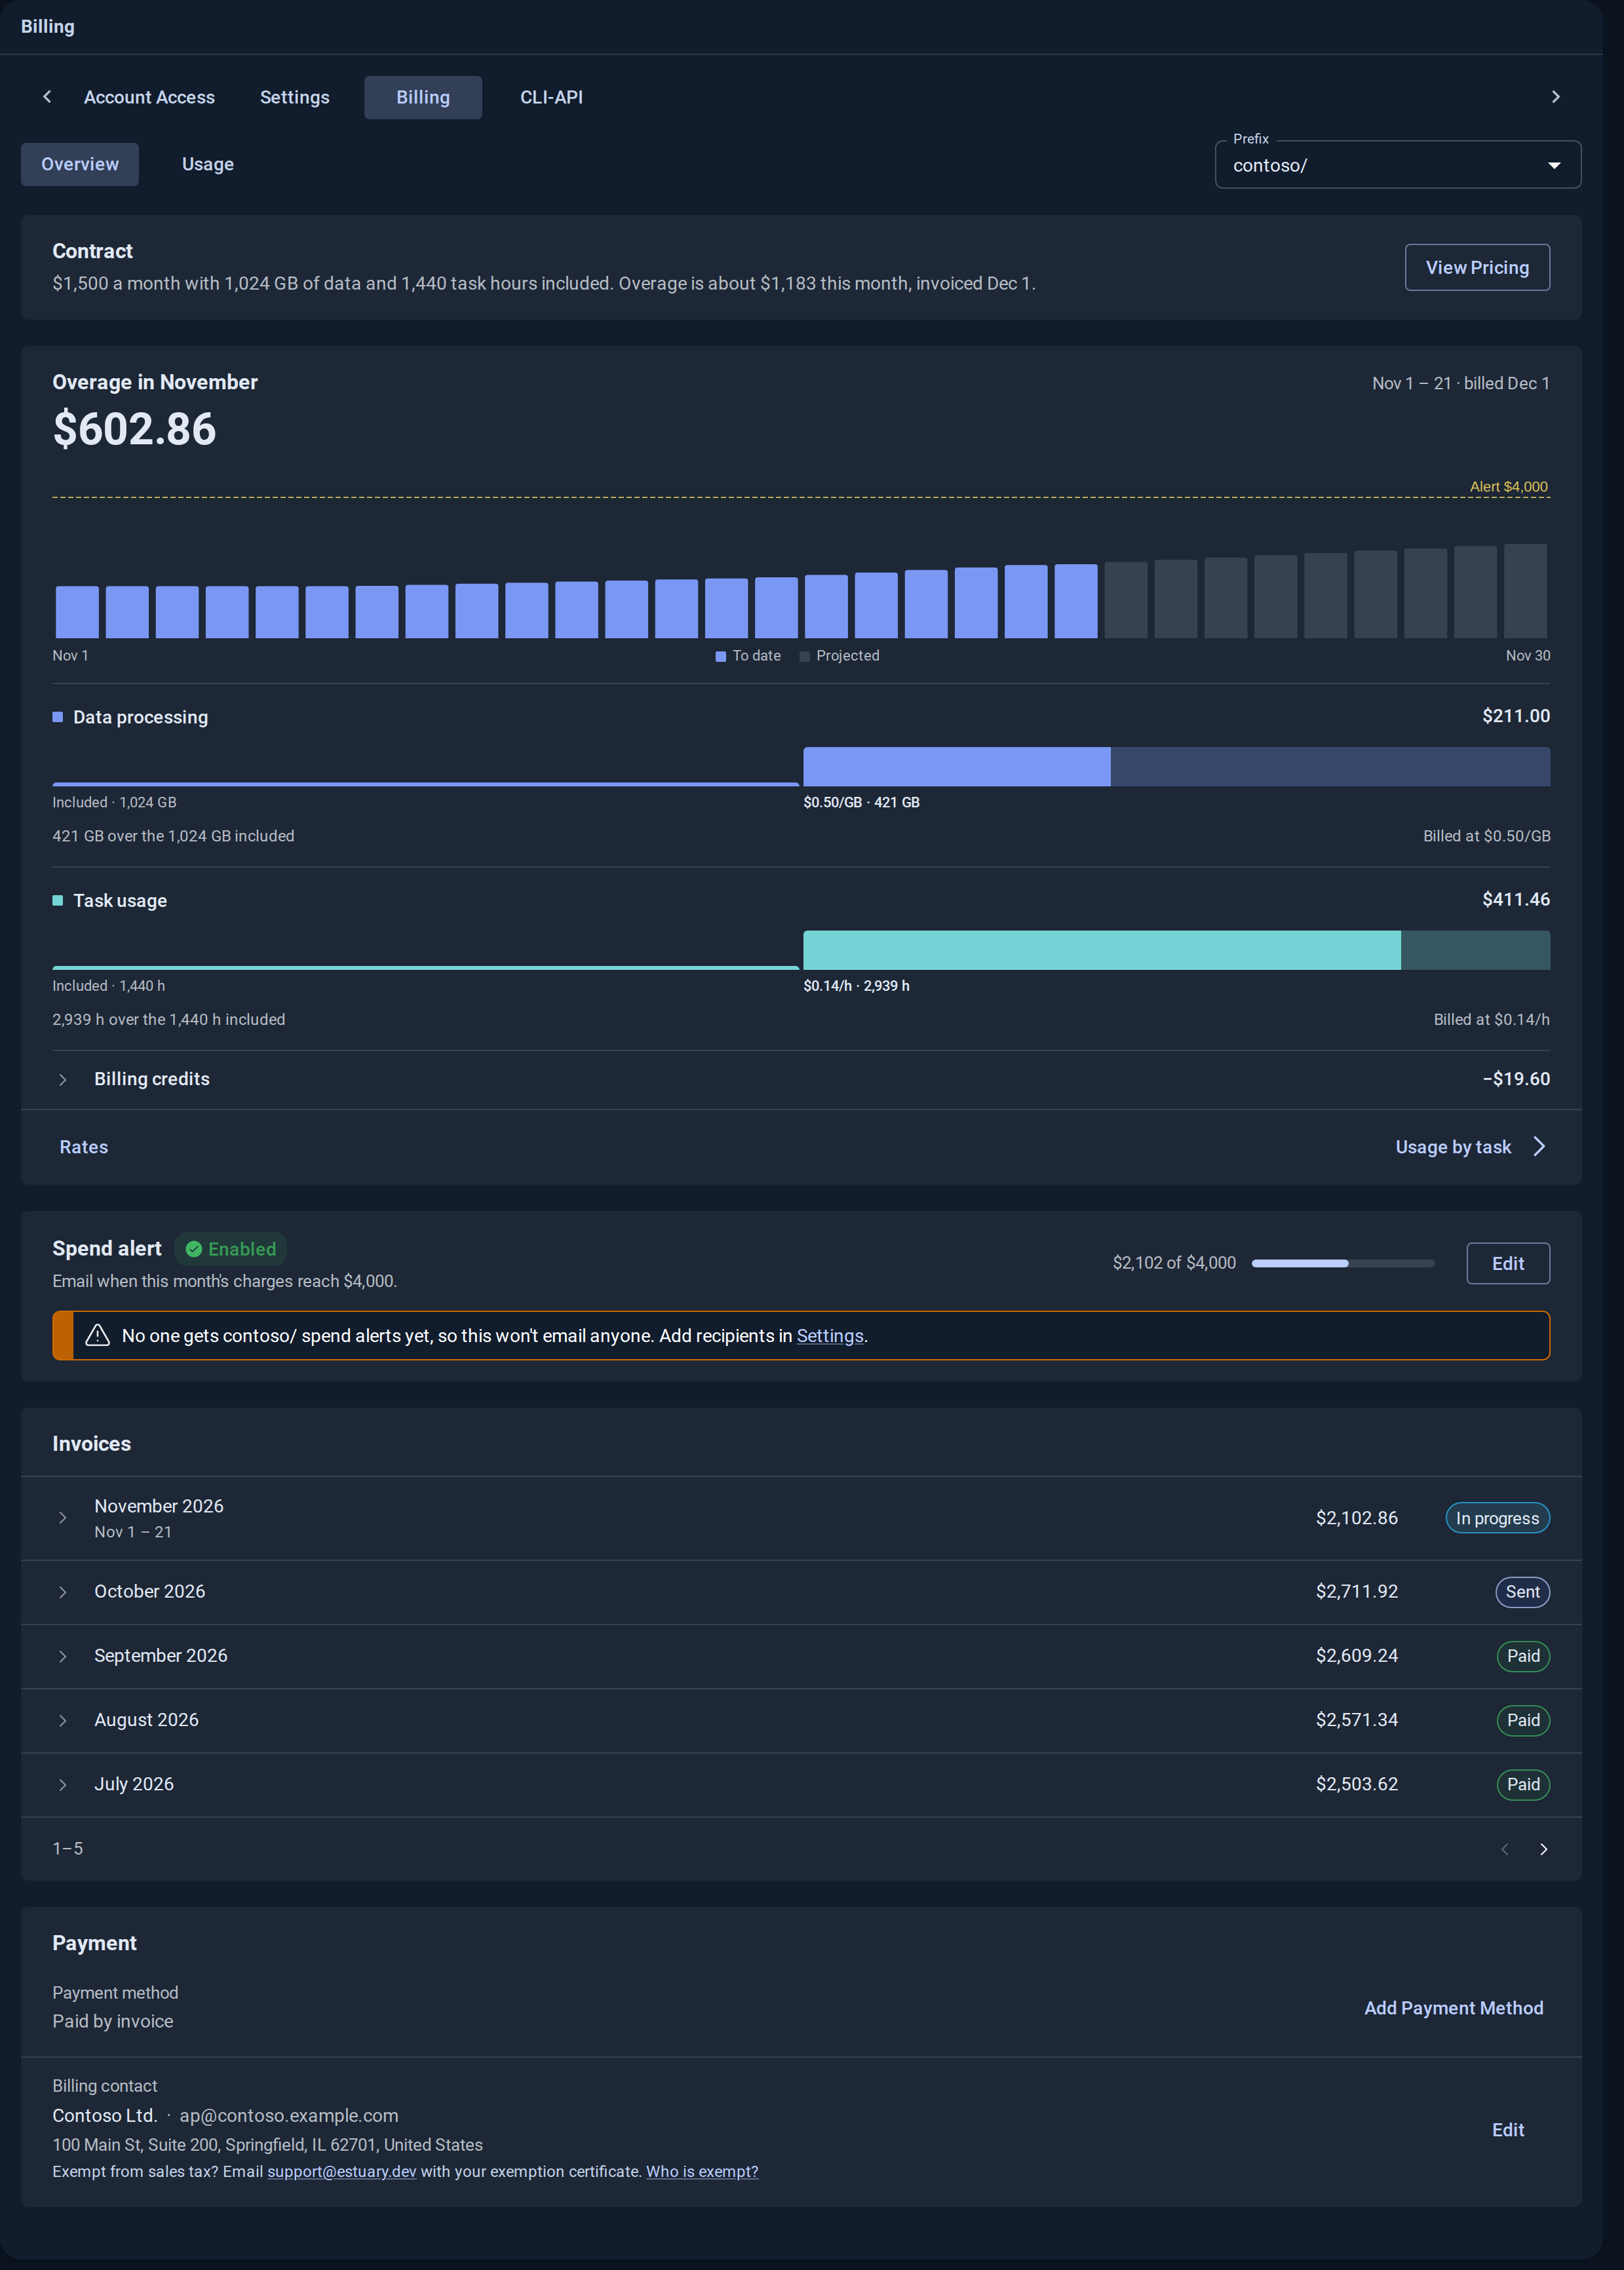 Billing
Account Access Settings Billing CLI-API
Overview Usage
Prefix
contoso/
Contract
$1,500 a month with 1,024 GB of data and 1,440 task hours included. Overage is about $1,183 this month, invoiced Dec 1.
View Pricing
Overage in November
Nov 1 – 21 · billed Dec 1
$602.86
Alert $4,000
Nov 1 To date Projected Nov 30
Data processing $211.00
Included · 1,024 GB $0.50/GB · 421 GB
421 GB over the 1,024 GB included Billed at $0.50/GB
Task usage $411.46
Included · 1,440 h $0.14/h · 2,939 h
2,939 h over the 1,440 h included Billed at $0.14/h
Billing credits −$19.60
Rates Usage by task
Spend alert Enabled
Email when this month's charges reach $4,000.
$2,102 of $4,000 Edit
No one gets contoso/ spend alerts yet, so this won't email anyone. Add recipients in Settings.
Invoices
November 2026
Nov 1 – 21
$2,102.86 In progress
October 2026 $2,711.92 Sent
September 2026 $2,609.24 Paid
August 2026 $2,571.34 Paid
July 2026 $2,503.62 Paid
1–5
Payment
Payment method
Paid by invoice
Add Payment Method
Billing contact
Contoso Ltd. · ap@contoso.example.com
100 Main St, Suite 200, Springfield, IL 62701, United States
Edit
Exempt from sales tax? Email support@estuary.dev with your exemption certificate. Who is exempt?